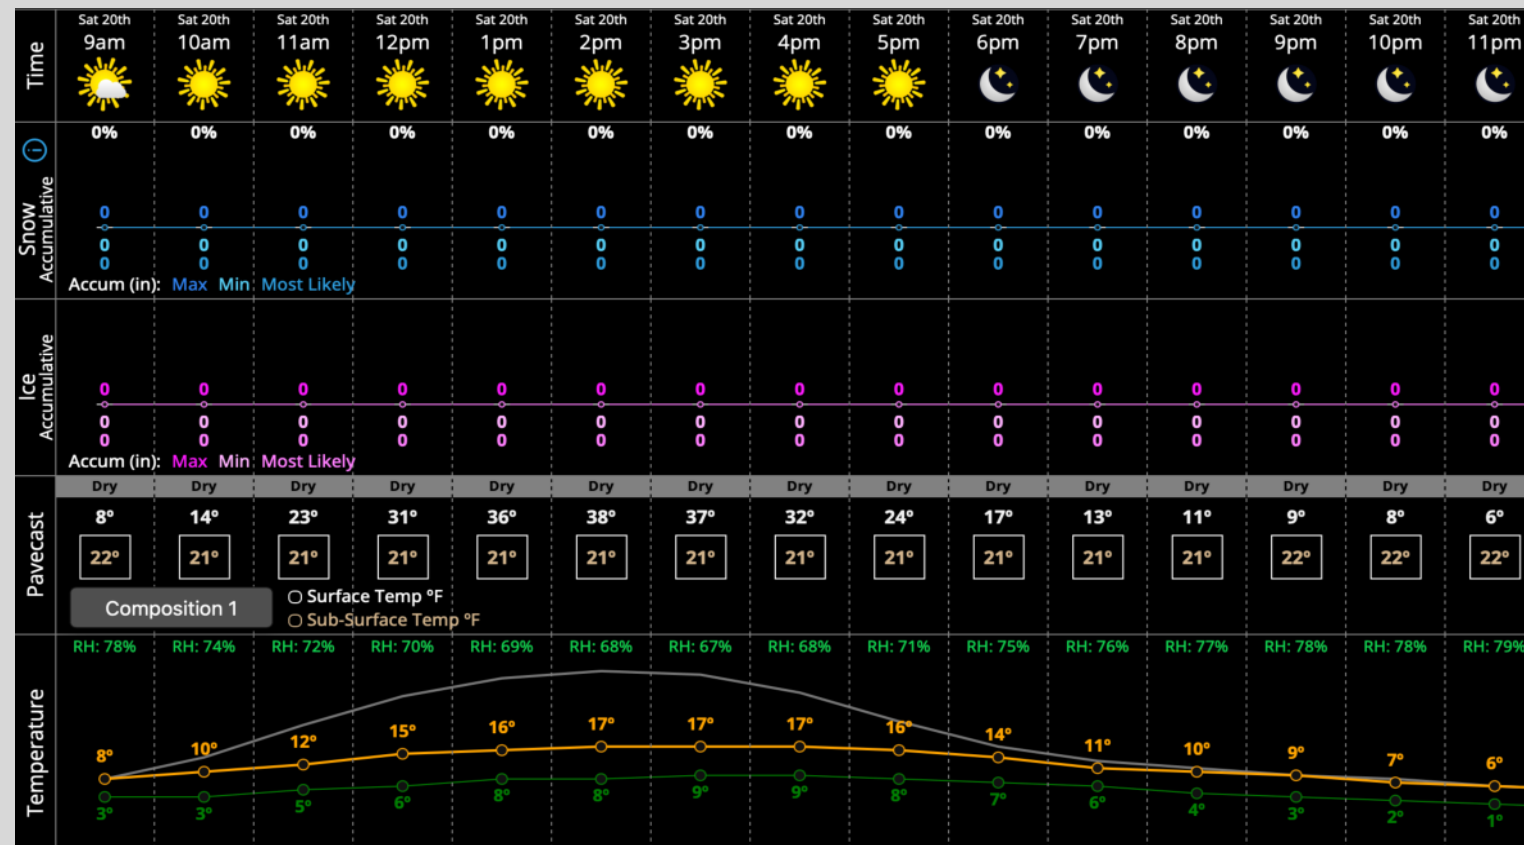 Sat 20th Sat 20th Sat 20th Sat 20th Sat 20th Sat 20th Sat 20th Sat 20th Sat 20th Sat 20th Sat 20th Sat 20th Sat 20th Sat 20th Sat 20th
Time
9am 10am 11am 12pm 1pm 2pm 3pm 4pm 5pm 6pm 7pm 8pm 9pm 10pm 11pm
0% 0% 0% 0% 0% 0% 0% 0% 0% 0% 0% 0% 0% 0% 0%
Snow
Accumulative
0 0 0 0 0 0 0 0 0 0 0 0 0 0 0
0 0 0 0 0 0 0 0 0 0 0 0 0 0 0
0 0 0 0 0 0 0 0 0 0 0 0 0 0 0
Accum (in): Max Min Most Likely
Ice
Accumulative
0 0 0 0 0 0 0 0 0 0 0 0 0 0 0
0 0 0 0 0 0 0 0 0 0 0 0 0 0 0
0 0 0 0 0 0 0 0 0 0 0 0 0 0 0
Accum (in): Max Min Most Likely
Dry Dry Dry Dry Dry Dry Dry Dry Dry Dry Dry Dry Dry Dry Dry
Pavecast
8° 14° 23° 31° 36° 38° 37° 32° 24° 17° 13° 11° 9° 8° 6°
22° 21° 21° 21° 21° 21° 21° 21° 21° 21° 21° 21° 22° 22° 22°
Composition 1
Surface Temp °F
Sub-Surface Temp °F
RH: 78% RH: 74% RH: 72% RH: 70% RH: 69% RH: 68% RH: 67% RH: 68% RH: 71% RH: 75% RH: 76% RH: 77% RH: 78% RH: 78% RH: 79%
Temperature
8° 10° 12° 15° 16° 17° 17° 17° 16° 14° 11° 10° 9° 7° 6°
3° 3° 5° 6° 8° 8° 9° 9° 8° 7° 6° 4° 3° 2° 1°